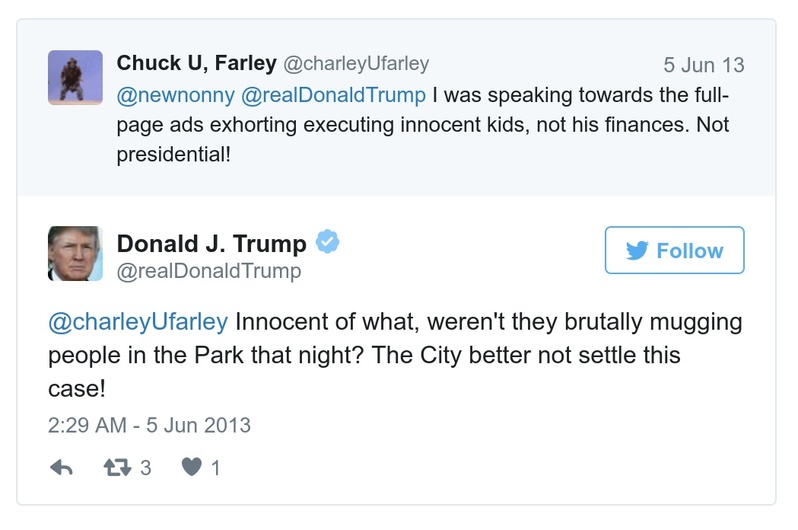 Chuck U, Farley @charleyUfarley 5 Jun 13
@newnonny @realDonaldTrump I was speaking towards the full-
page ads exhorting executing innocent kids, not his finances. Not
presidential!
Donald J. Trump
@realDonaldTrump
Follow
@charleyUfarley Innocent of what, weren't they brutally mugging
people in the Park that night? The City better not settle this
case!
2:29 AM - 5 Jun 2013
3 1